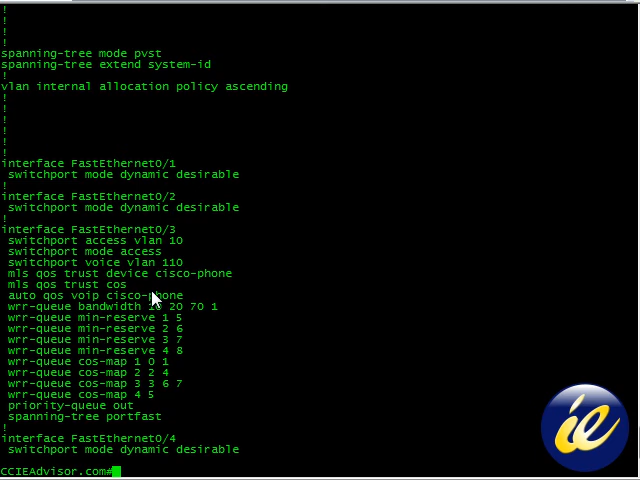 !
!
!
!
spanning-tree mode pvst
spanning-tree extend system-id
!
vlan internal allocation policy ascending
!
!
!
!
!
!
interface FastEthernet0/1
switchport mode dynamic desirable
!
interface FastEthernet0/2
switchport mode dynamic desirable
!
interface FastEthernet0/3
switchport access vlan 10
switchport mode access
switchport voice vlan 110
mls qos trust device cisco-phone
mls qos trust cos
auto qos voip cisco-phone
wrr-queue bandwidth 20 70 1
wrr-queue min-reserve 1 5
wrr-queue min-reserve 2 6
wrr-queue min-reserve 3 7
wrr-queue min-reserve 4 8
wrr-queue cos-map 1 0 1
wrr-queue cos-map 2 2 4
wrr-queue cos-map 3 3 6 7
wrr-queue cos-map 4 5
priority-queue out
spanning-tree portfast
!
interface FastEthernet0/4
switchport mode dynamic desirable
CCIEAdvisor.com#
ie